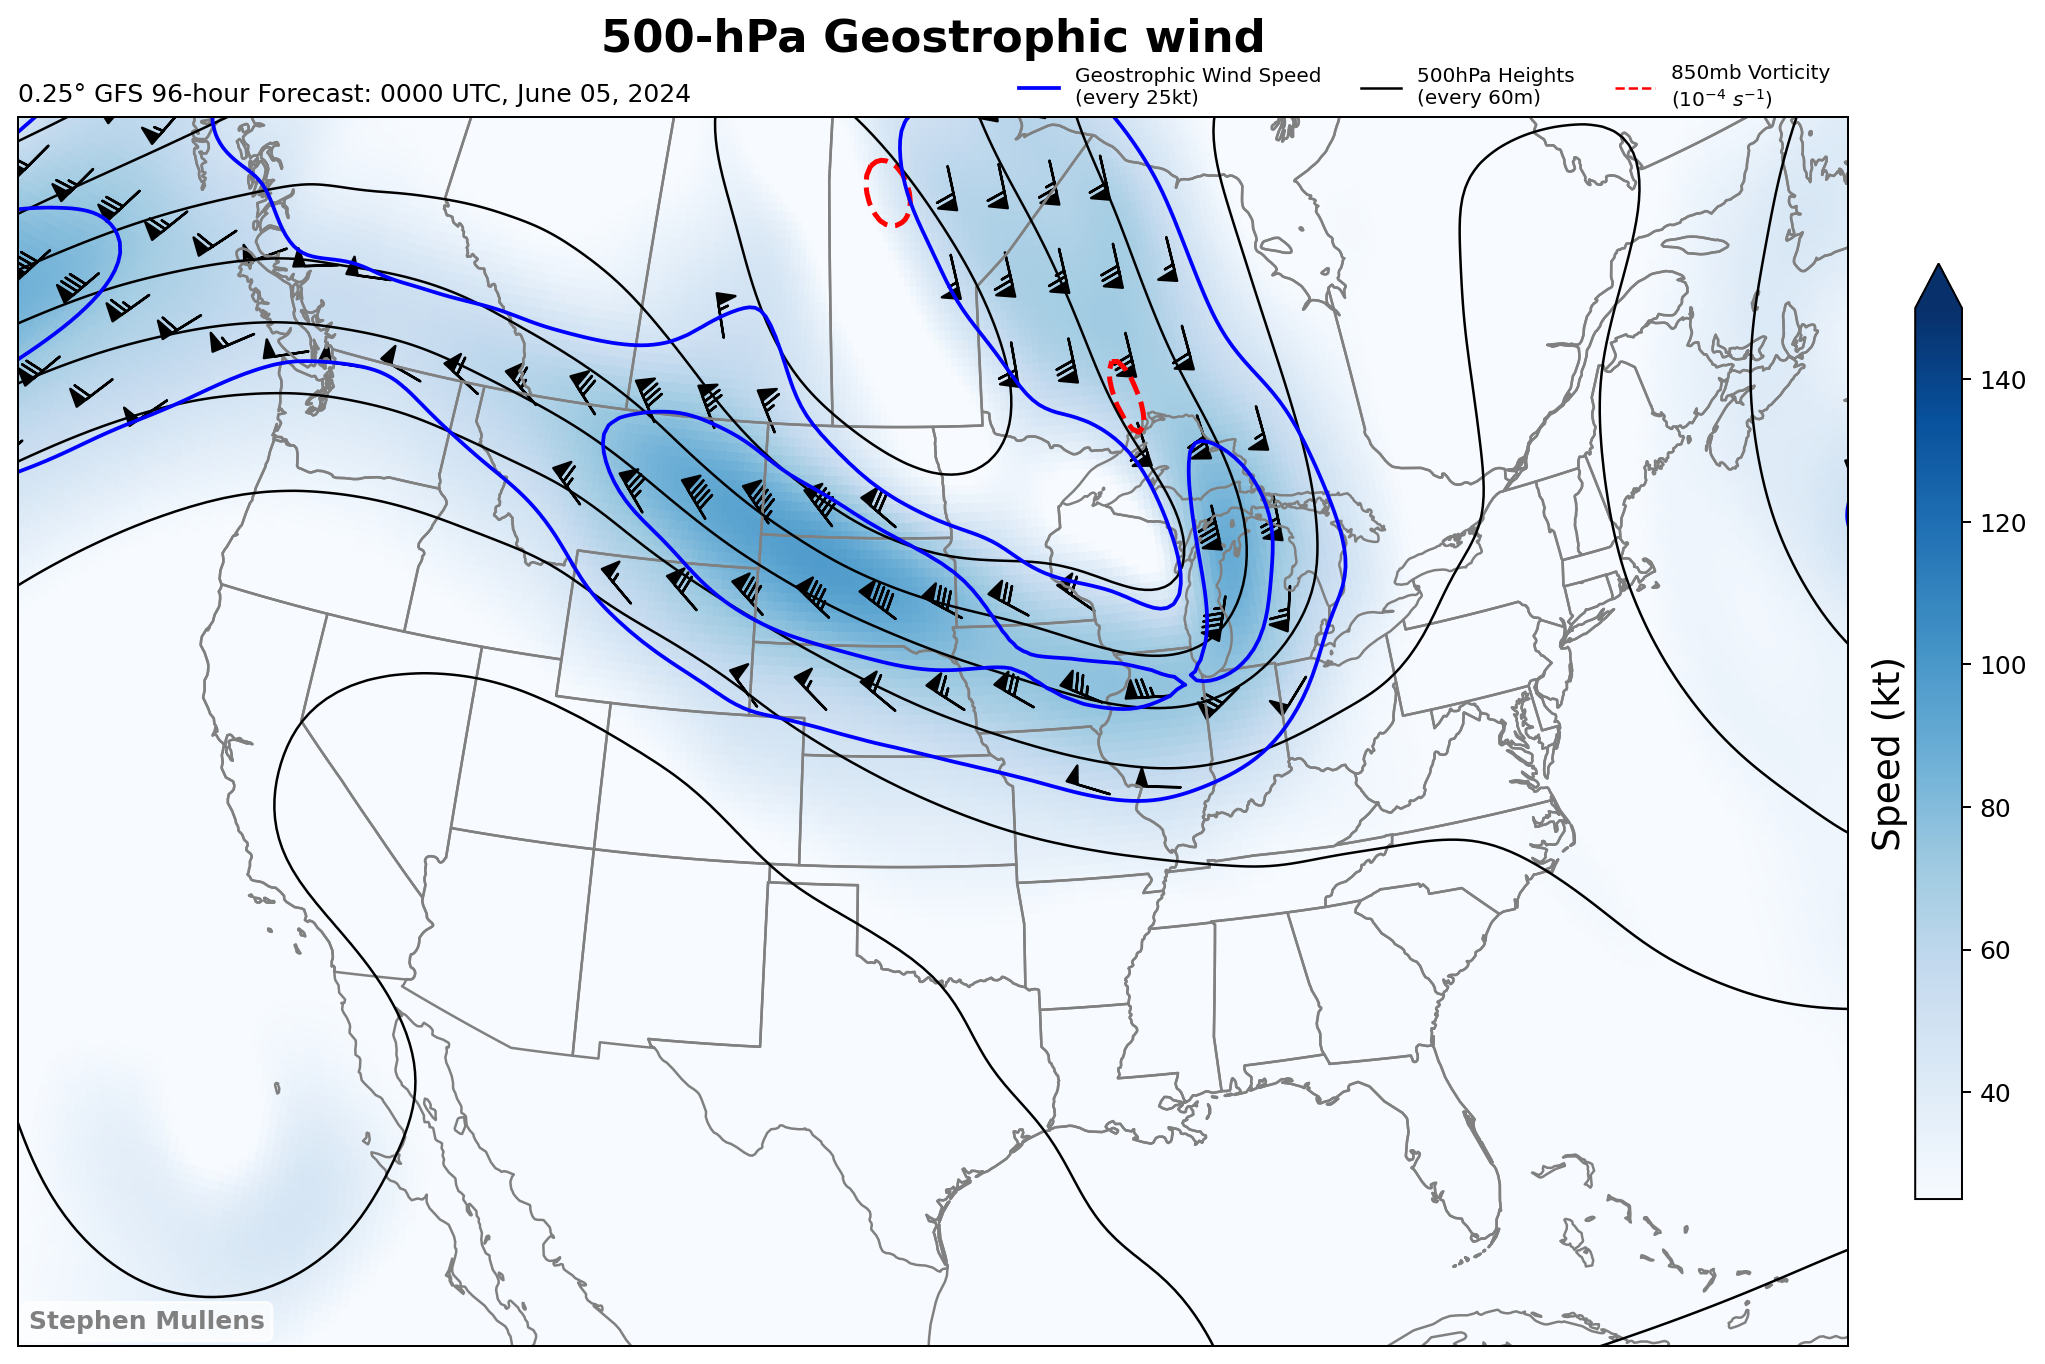 500-hPa Geostrophic wind
0.25° GFS 96-hour Forecast: 0000 UTC, June 05, 2024
Geostrophic Wind Speed
(every 25kt)
500hPa Heights
(every 60m)
850mb Vorticity
(10⁻⁴ s⁻¹)
140
120
100
80
60
40
Speed (kt)
Stephen Mullens